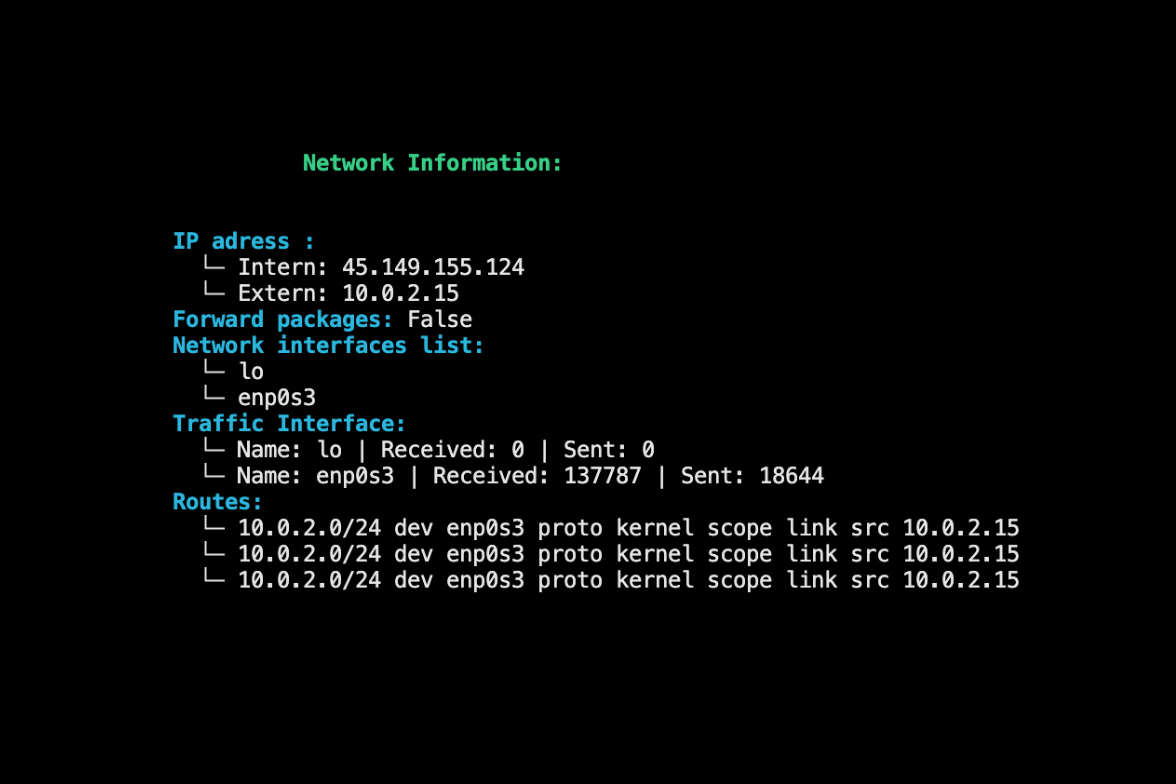 Network Information:
IP adress :
└─ Intern: 45.149.155.124
└─ Extern: 10.0.2.15
Forward packages: False
Network interfaces list:
└─ lo
└─ enp0s3
Traffic Interface:
└─ Name: lo | Received: 0 | Sent: 0
└─ Name: enp0s3 | Received: 137787 | Sent: 18644
Routes:
└─ 10.0.2.0/24 dev enp0s3 proto kernel scope link src 10.0.2.15
└─ 10.0.2.0/24 dev enp0s3 proto kernel scope link src 10.0.2.15
└─ 10.0.2.0/24 dev enp0s3 proto kernel scope link src 10.0.2.15